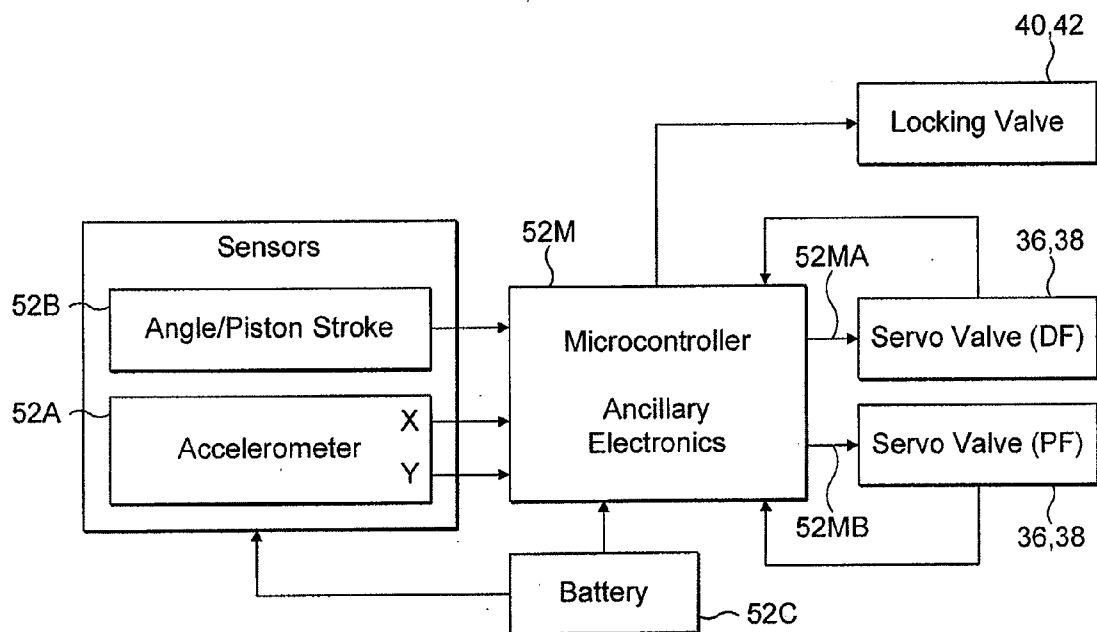 40,42
Locking Valve
Sensors
52M
52MA
36,38
52B
Angle/Piston Stroke
Microcontroller
Servo Valve (DF)
52A
Accelerometer
X
Y
Ancillary
Electronics
Servo Valve (PF)
52MB
36,38
Battery
52C